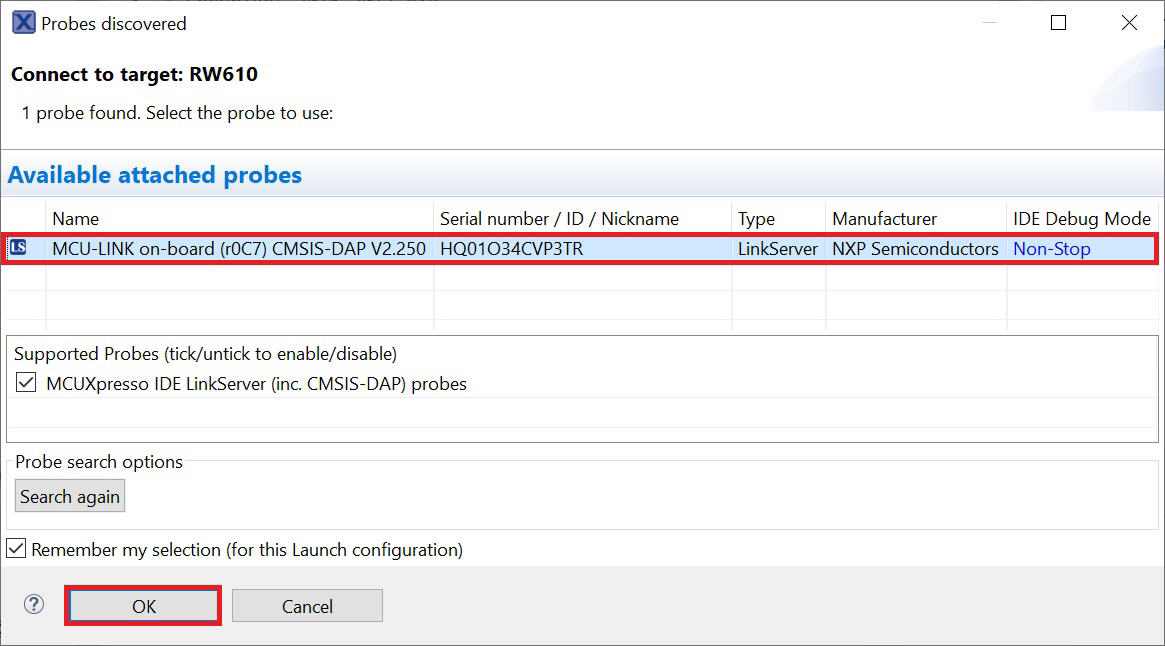 Probes discovered
Connect to target: RW610
1 probe found. Select the probe to use:
Available attached probes
Name Serial number / ID / Nickname Type Manufacturer IDE Debug Mode
LS MCU-LINK on-board (r0C7) CMSIS-DAP V2.250 HQ01O34CVP3TR LinkServer NXP Semiconductors Non-Stop
Supported Probes (tick/untick to enable/disable)
MCUXpresso IDE LinkServer (inc. CMSIS-DAP) probes
Probe search options
Search again
Remember my selection (for this Launch configuration)
? OK Cancel